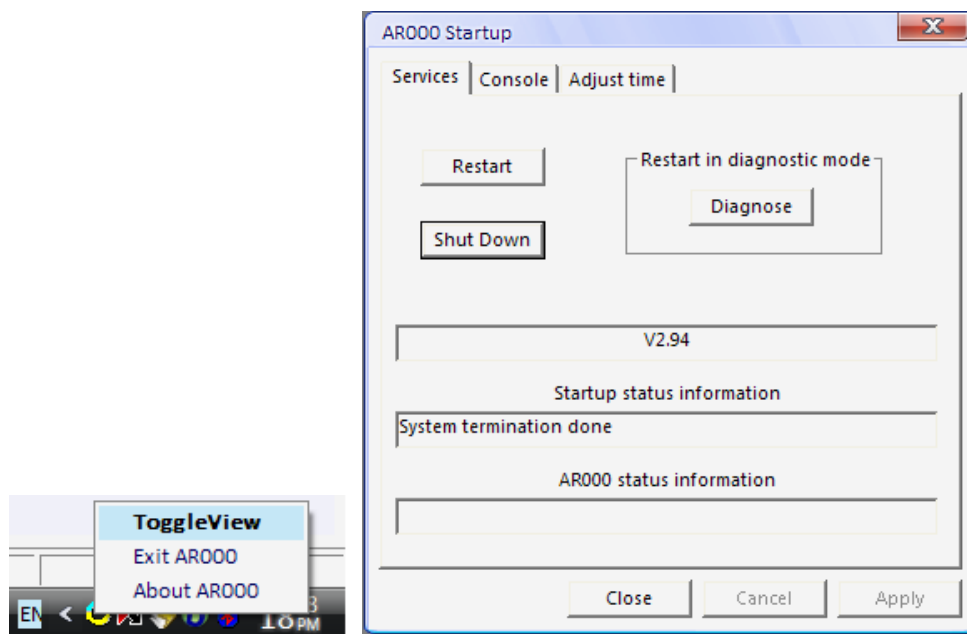 AR000 Startup
Services Console Adjust time
Restart
Restart in diagnostic mode
Diagnose
Shut Down
V2.94
Startup status information
System termination done
AR000 status information
Close Cancel Apply
ToggleView
Exit AR000
About AR000
EN <
PM